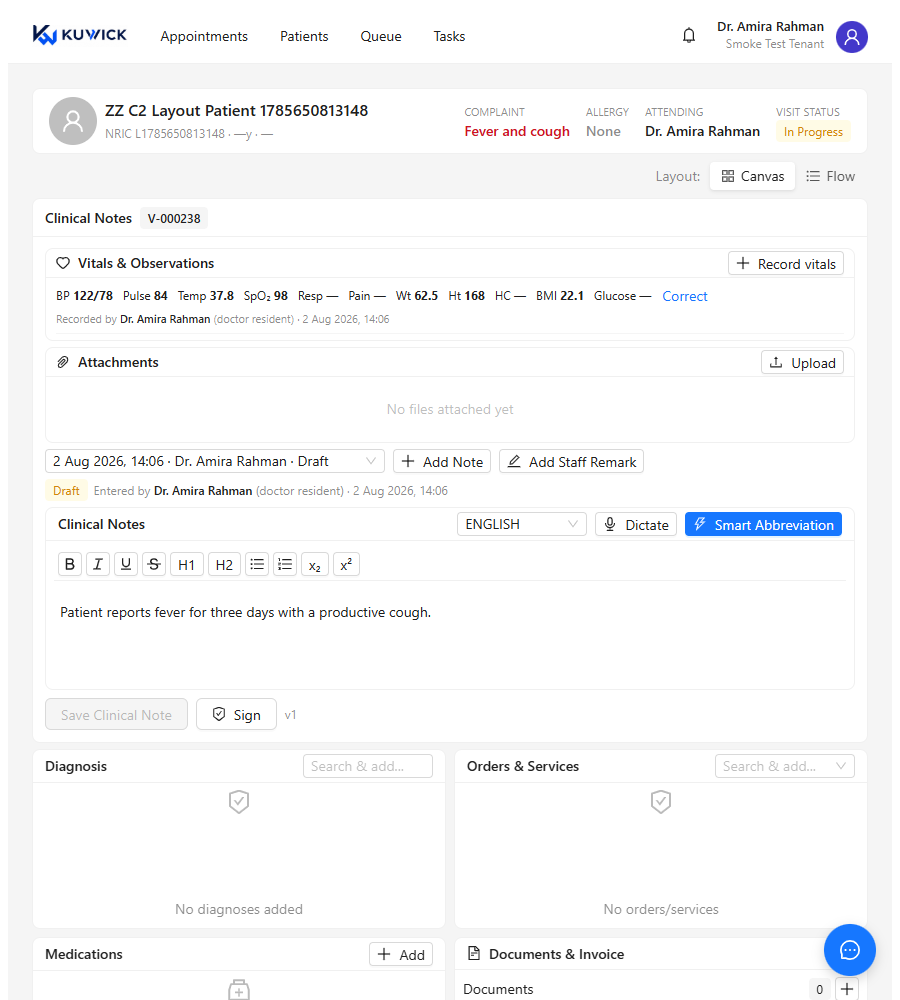 KUWICK Appointments Patients Queue Tasks
Dr. Amira Rahman
Smoke Test Tenant
ZZ C2 Layout Patient 1785650813148
NRIC L1785650813148 · —y · —
COMPLAINT
Fever and cough
ALLERGY
None
ATTENDING
Dr. Amira Rahman
VISIT STATUS
In Progress
Layout: Canvas Flow
Clinical Notes V-000238
Vitals & Observations Record vitals
BP 122/78 Pulse 84 Temp 37.8 SpO₂ 98 Resp — Pain — Wt 62.5 Ht 168 HC — BMI 22.1 Glucose — Correct
Recorded by Dr. Amira Rahman (doctor resident) · 2 Aug 2026, 14:06
Attachments Upload
No files attached yet
2 Aug 2026, 14:06 · Dr. Amira Rahman · Draft Add Note Add Staff Remark
Draft Entered by Dr. Amira Rahman (doctor resident) · 2 Aug 2026, 14:06
Clinical Notes ENGLISH Dictate Smart Abbreviation
B I U S H1 H2 x₂ x²
Patient reports fever for three days with a productive cough.
Save Clinical Note Sign v1
Diagnosis Search & add...
No diagnoses added
Orders & Services Search & add...
No orders/services
Medications Add
Documents & Invoice
Documents 0